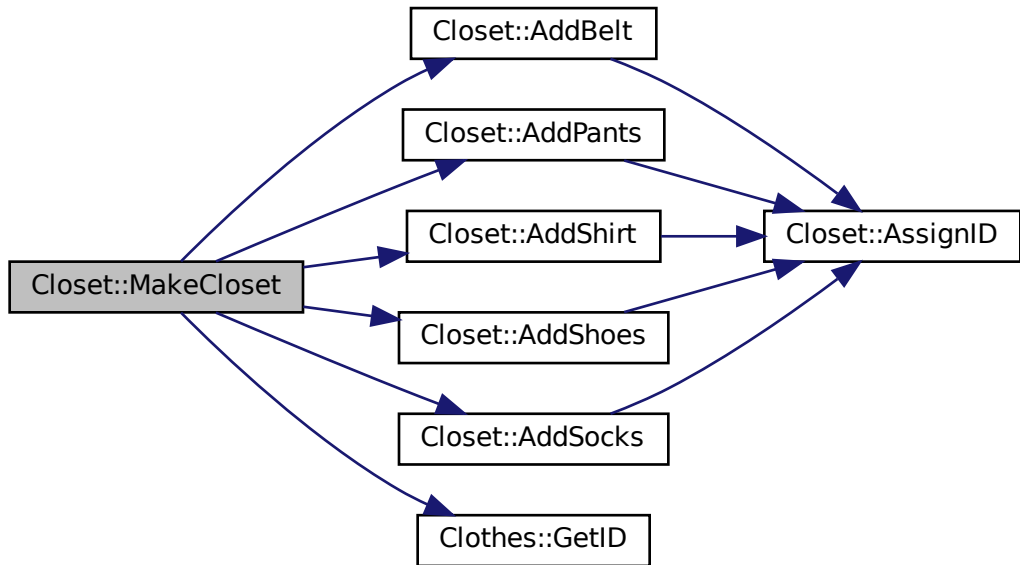 Closet::AddBelt
Closet::AddPants
Closet::AddShirt
Closet::AssignID
Closet::MakeCloset
Closet::AddShoes
Closet::AddSocks
Clothes::GetID